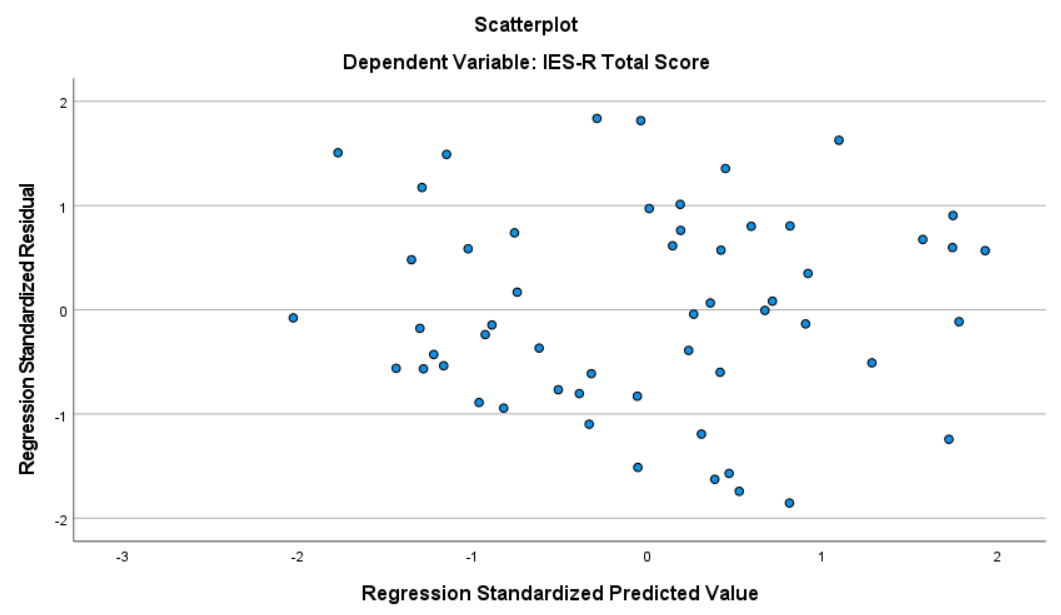 Scatterplot
Dependent Variable: IES-R Total Score
2
1
0
-1
-2
Regression Standardized Residual
-3 -2 -1 0 1 2
Regression Standardized Predicted Value